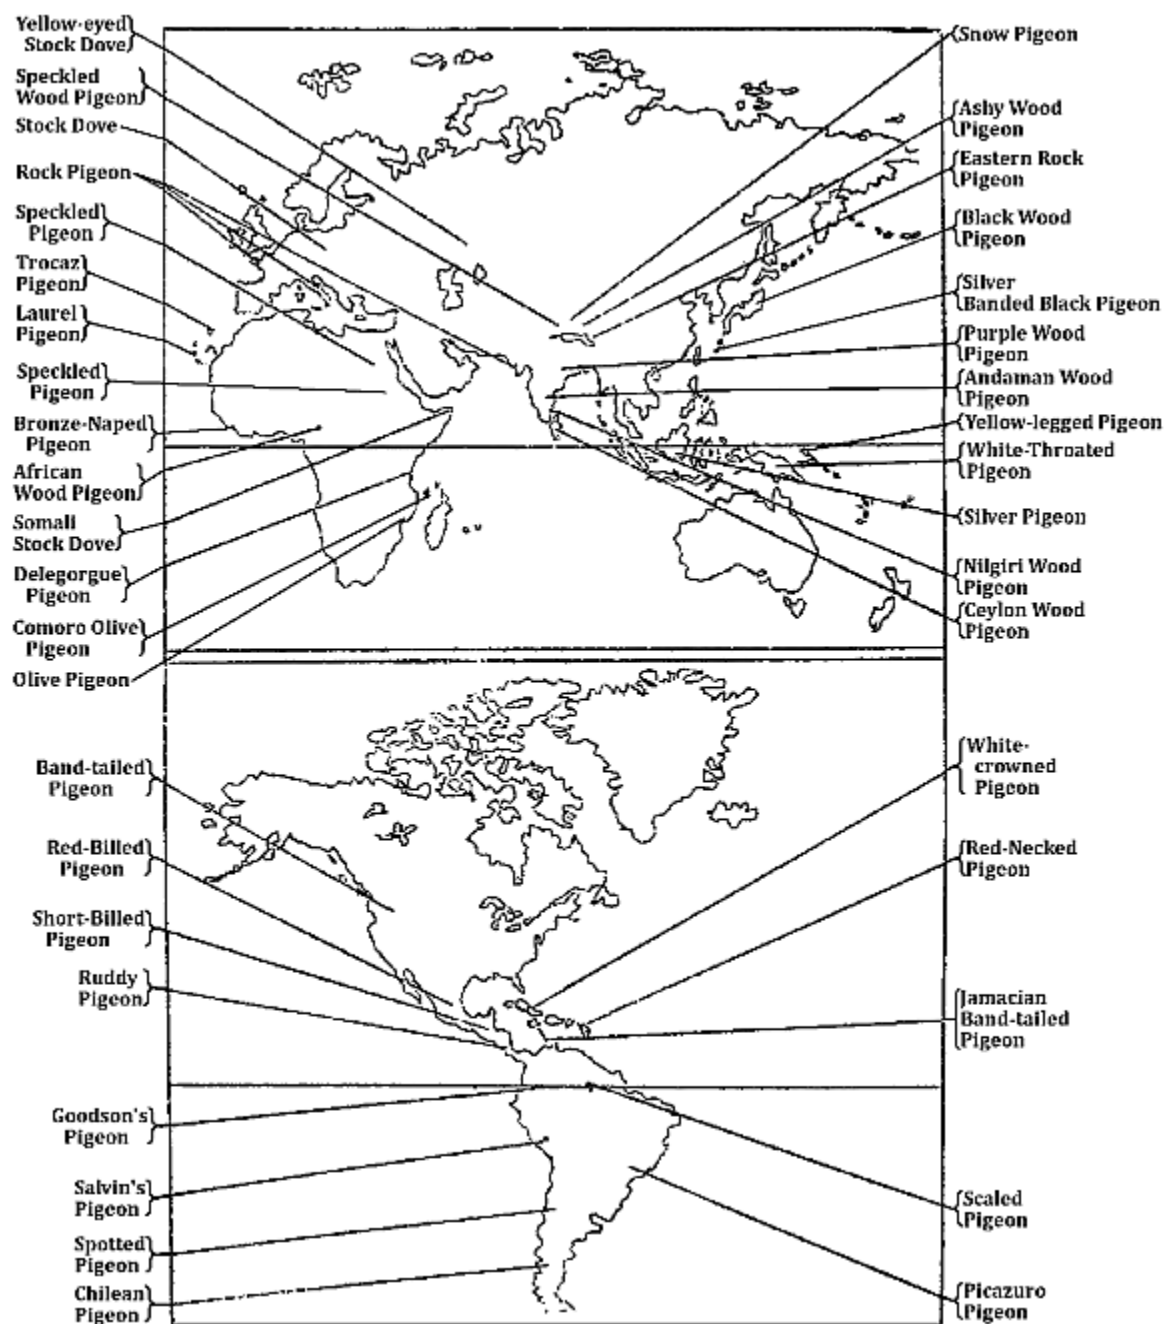 Yellow-eyed
Stock Dove
Speckled
Wood Pigeon
Stock Dove
Rock Pigeon
Speckled
Pigeon
Trocaz
Pigeon
Laurel
Pigeon
Speckled
Pigeon
Bronze-Naped
Pigeon
African
Wood Pigeon
Somali
Stock Dove
Delegorgue
Pigeon
Comoro Olive
Pigeon
Olive Pigeon
Snow Pigeon
Ashy Wood
Pigeon
Eastern Rock
Pigeon
Black Wood
Pigeon
Silver
Banded Black Pigeon
Purple Wood
Pigeon
Andaman Wood
Pigeon
Yellow-legged Pigeon
White-Throated
Pigeon
Silver Pigeon
Nilgiri Wood
Pigeon
Ceylon Wood
Pigeon
Band-tailed
Pigeon
Red-Billed
Pigeon
Short-Billed
Pigeon
Ruddy
Pigeon
Goodson's
Pigeon
Salvin's
Pigeon
Spotted
Pigeon
Chilean
Pigeon
White-
crowned
Pigeon
Red-Necked
Pigeon
Jamacian
Band-tailed
Pigeon
Scaled
Pigeon
Picazuro
Pigeon